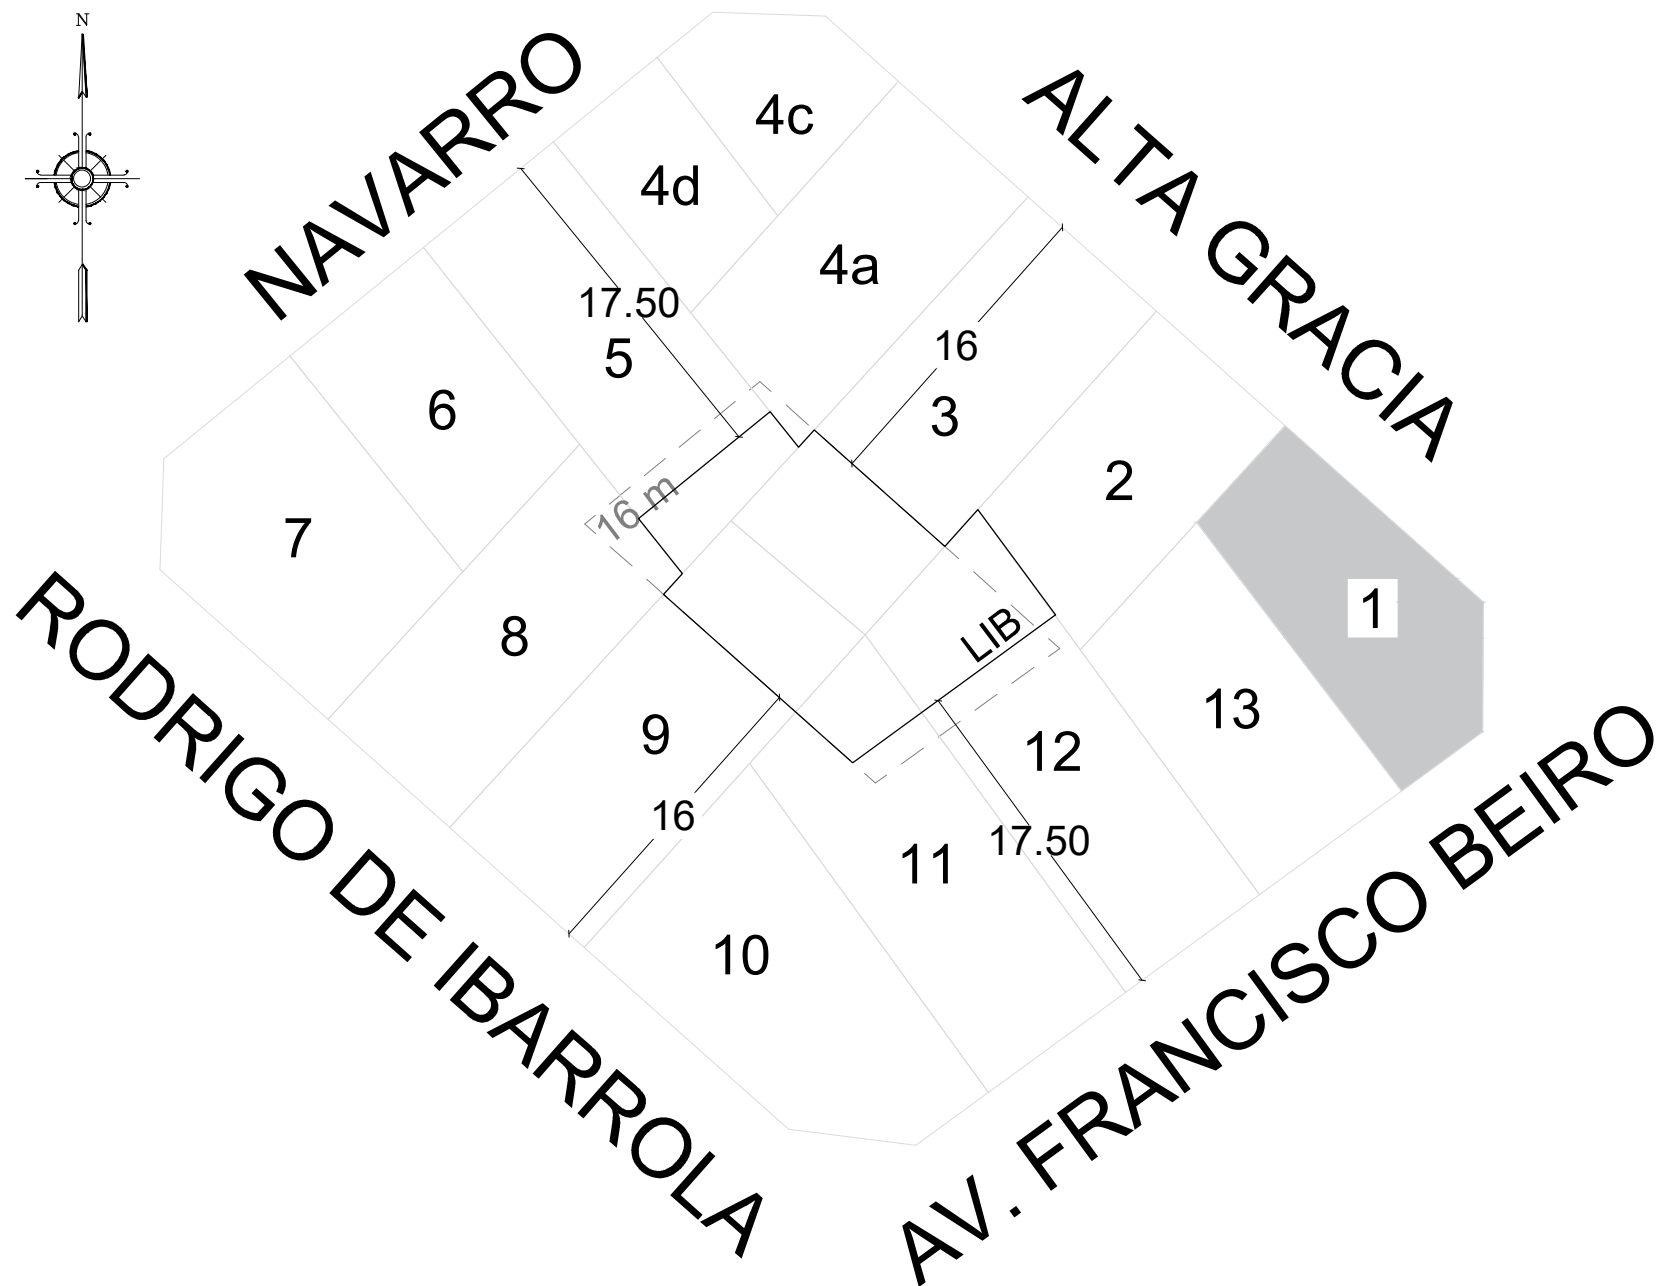 N
NAVARRO
ALTA GRACIA
4c
4d
4a
17.50
5
16
3
6
2
16 m
7
1
LIB
8
13
9
12
16
17.50
11
10
RODRIGO DE IBARROLA
AV. FRANCISCO BEIRO